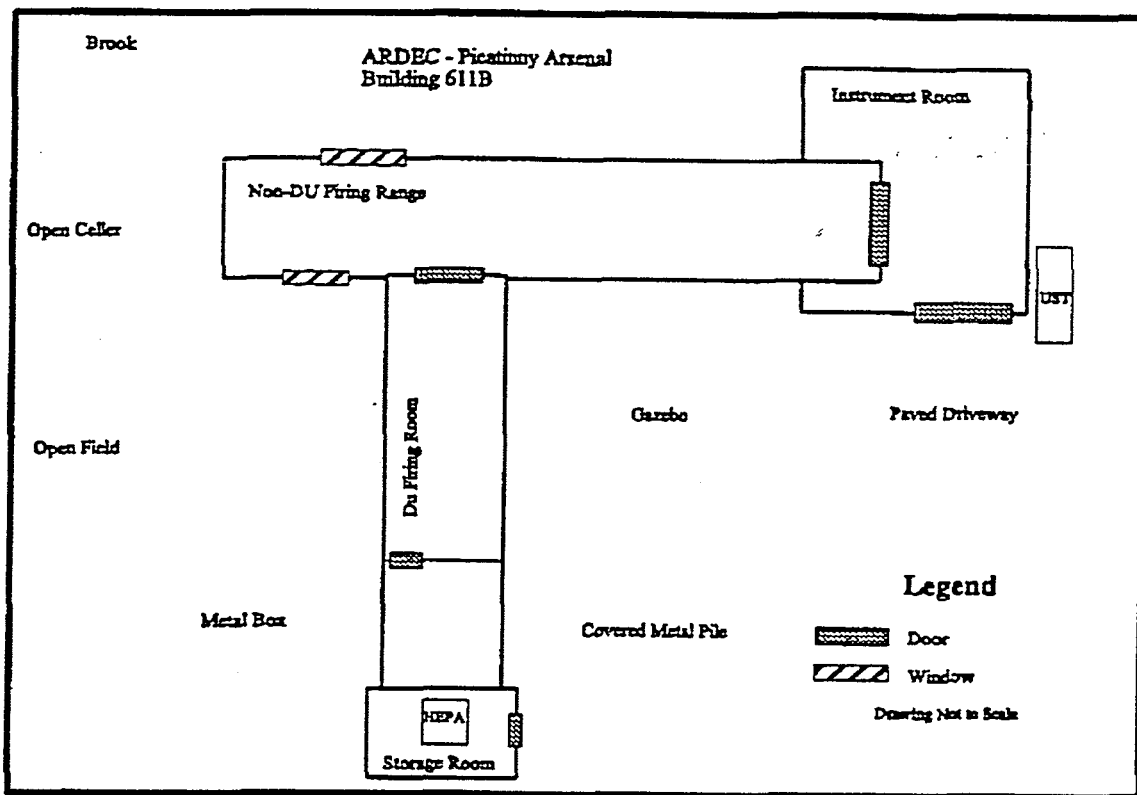 Brook
ARDEC - Picatinny Arsenal
Building 611B
Instrument Room
Non-DU Firing Range
Open Celler
UST
Du Firing Room
Gazebo
Paved Driveway
Open Field
Legend
Metal Box
Covered Metal Pile
Door
Window
HEPA
Drawing Not to Scale
Storage Room